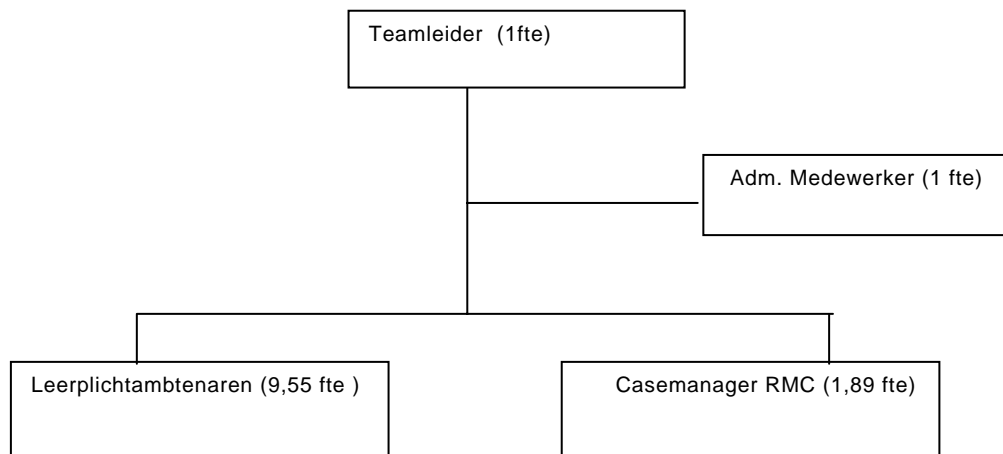 Teamleider (1fte)
Adm. Medewerker (1 fte)
Leerplichtambtenaren (9,55 fte )
Casemanager RMC (1,89 fte)